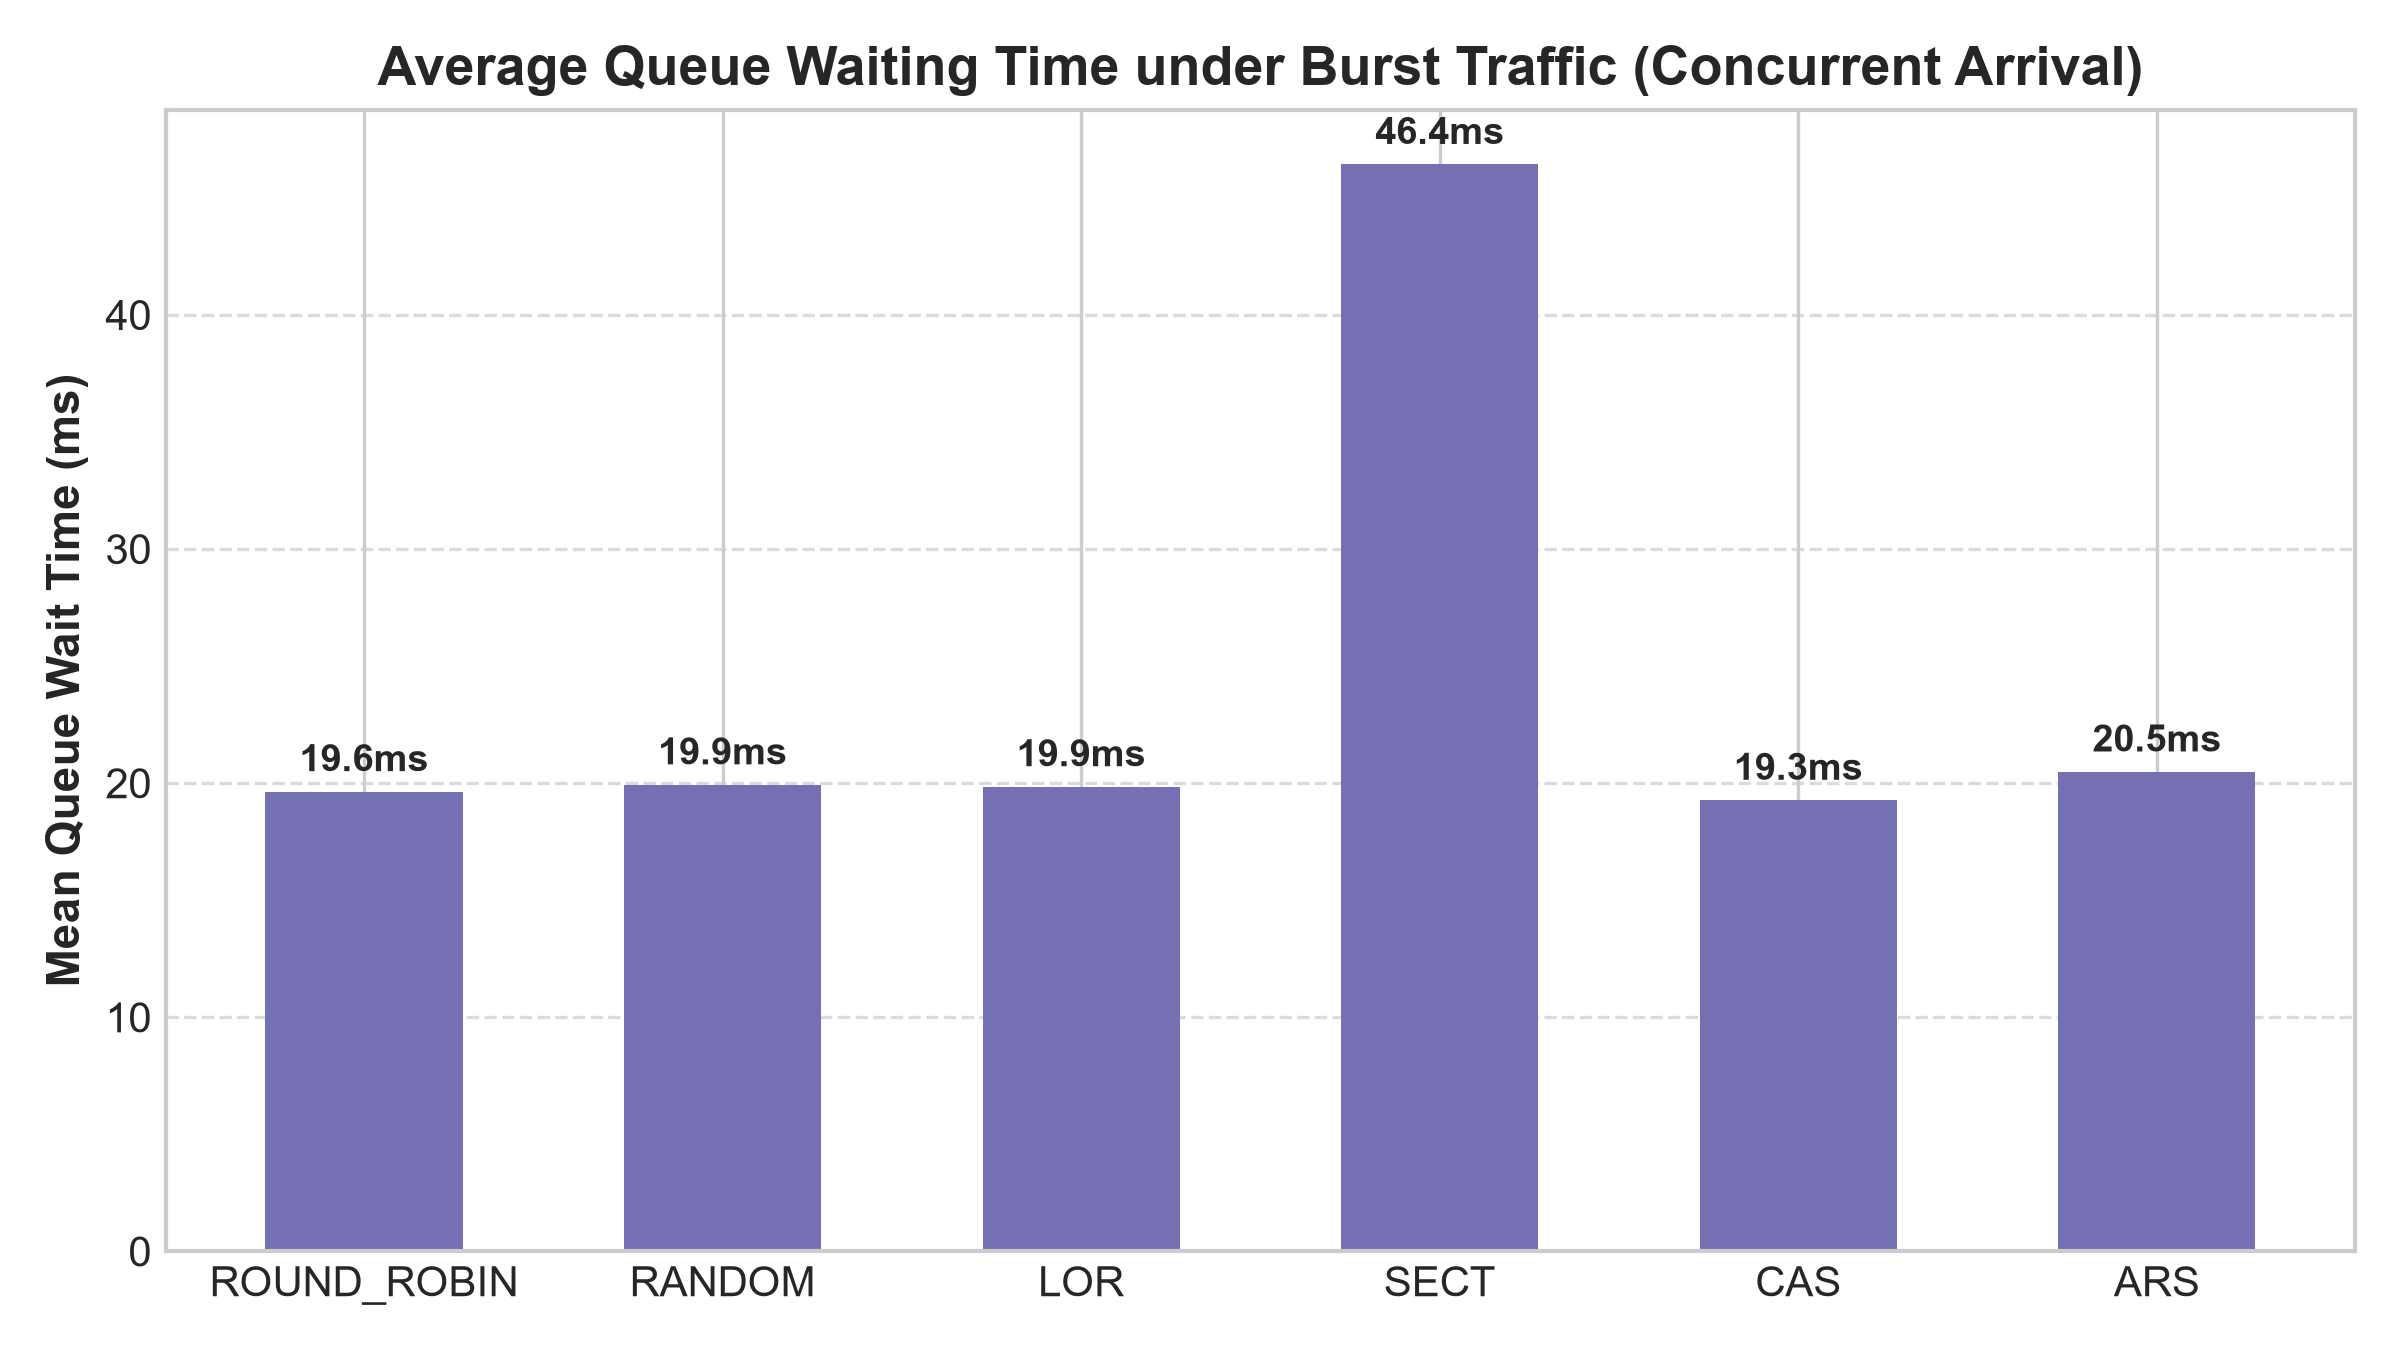 Average Queue Waiting Time under Burst Traffic (Concurrent Arrival)
Mean Queue Wait Time (ms)
40
30
20
10
0
46.4ms
19.6ms
19.9ms
19.9ms
19.3ms
20.5ms
ROUND_ROBIN
RANDOM
LOR
SECT
CAS
ARS